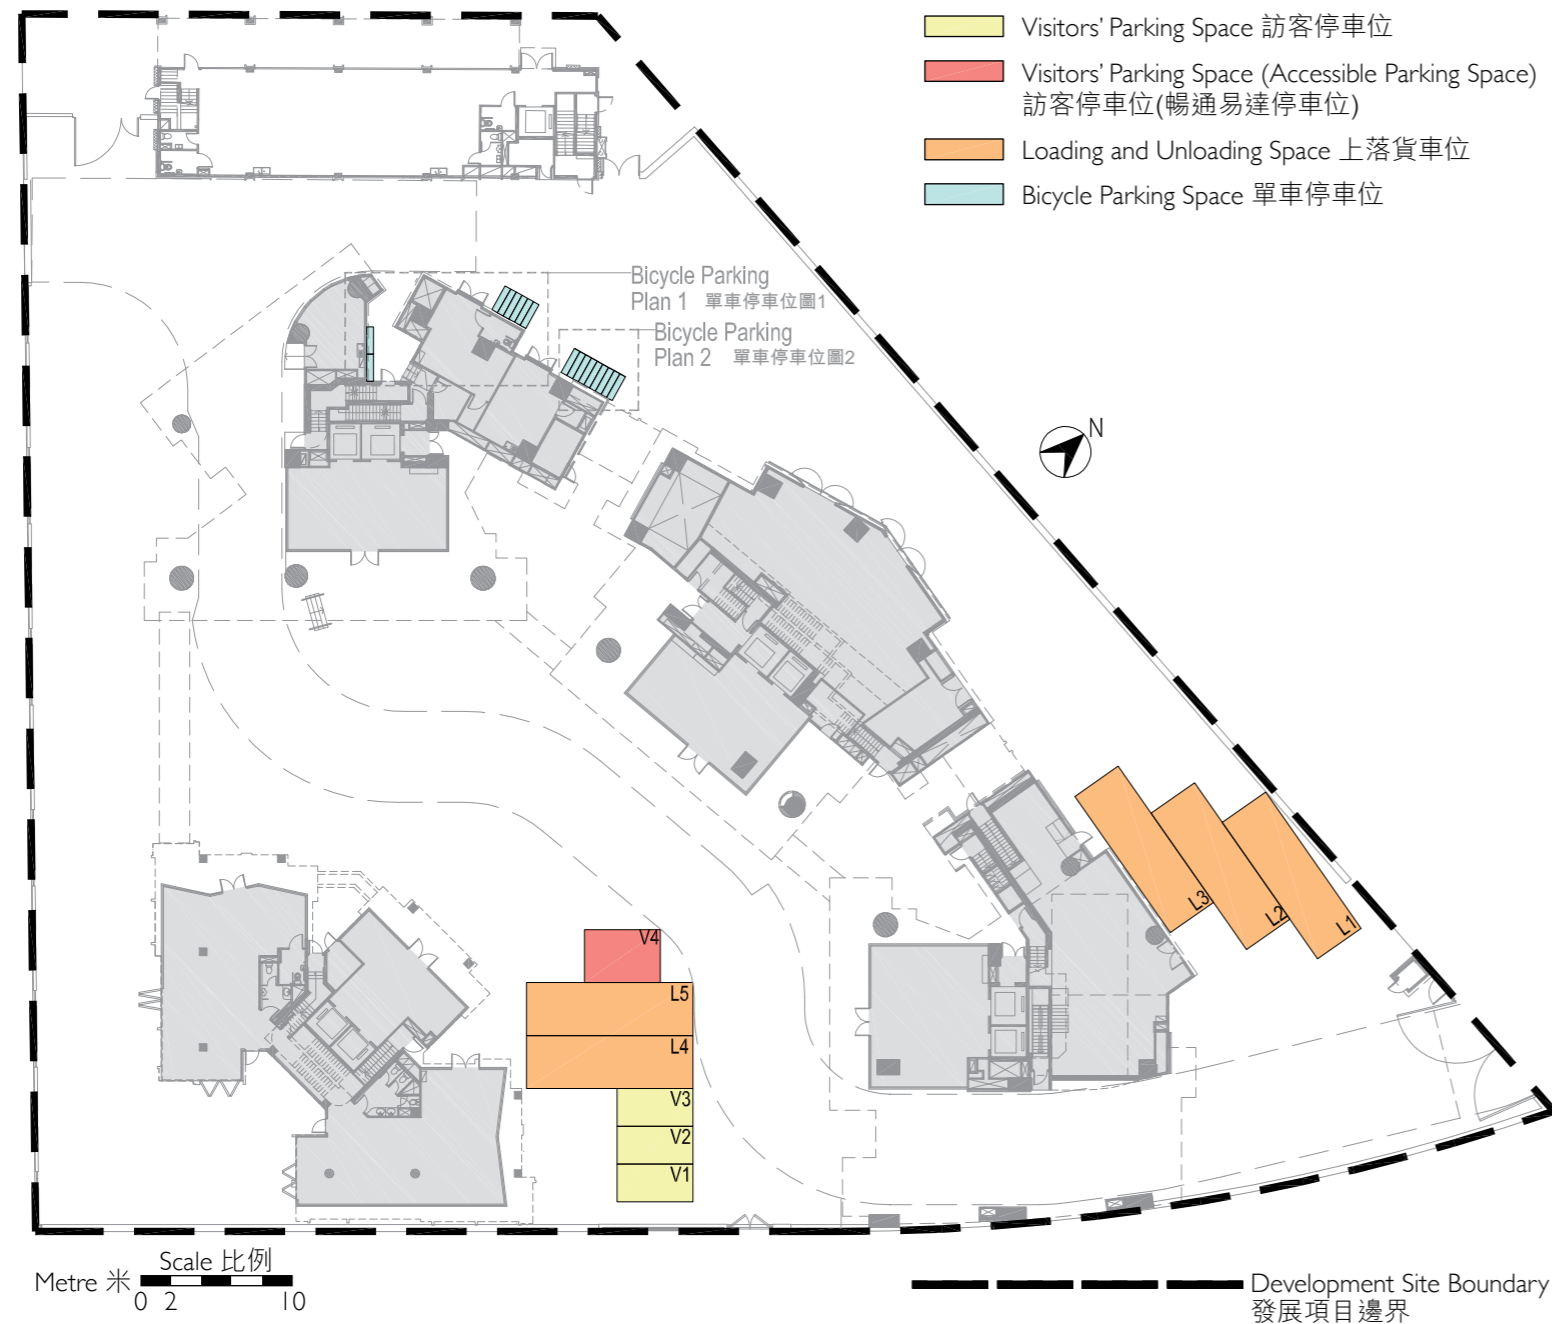 Visitors' Parking Space 訪客停車位
Visitors' Parking Space (Accessible Parking Space)
訪客停車位(暢通易達停車位)
Loading and Unloading Space 上落貨車位
Bicycle Parking Space 單車停車位
Bicycle Parking
Plan 1 單車停車位圖1
Bicycle Parking
Plan 2 單車停車位圖2
N
L3
L2
L1
V4
L5
L4
V3
V2
V1
Scale 比例
Metre 米
0 2 10
Development Site Boundary
發展項目邊界